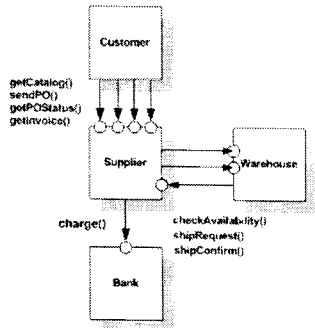 Customer
getCatalog()
sendPO()
getPOStatus()
getInvoice()
Supplier
Warehouse
charge()
checkAvailability()
shipRequest()
shipConfirm()
Bank